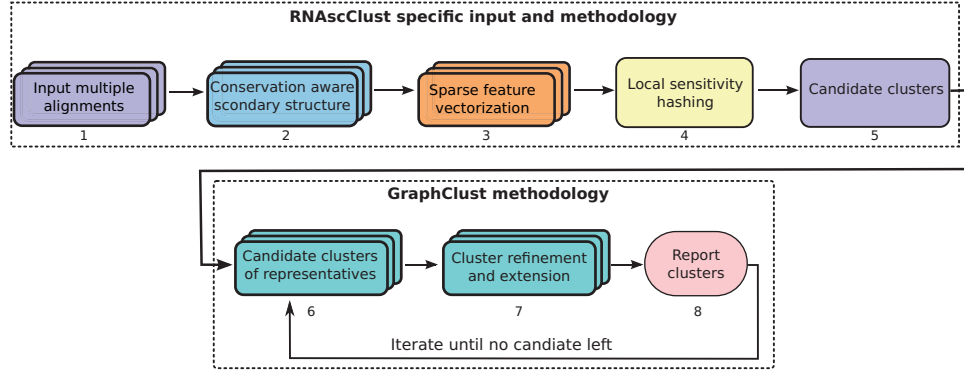 RNAscClust specific input and methodology
Input multiple
alignments
1
Conservation aware
scondary structure
2
Sparse feature
vectorization
3
Local sensitivity
hashing
4
Candidate clusters
5
GraphClust methodology
Candidate clusters
of representatives
6
Cluster refinement
and extension
7
Report
clusters
8
Iterate until no candiate left